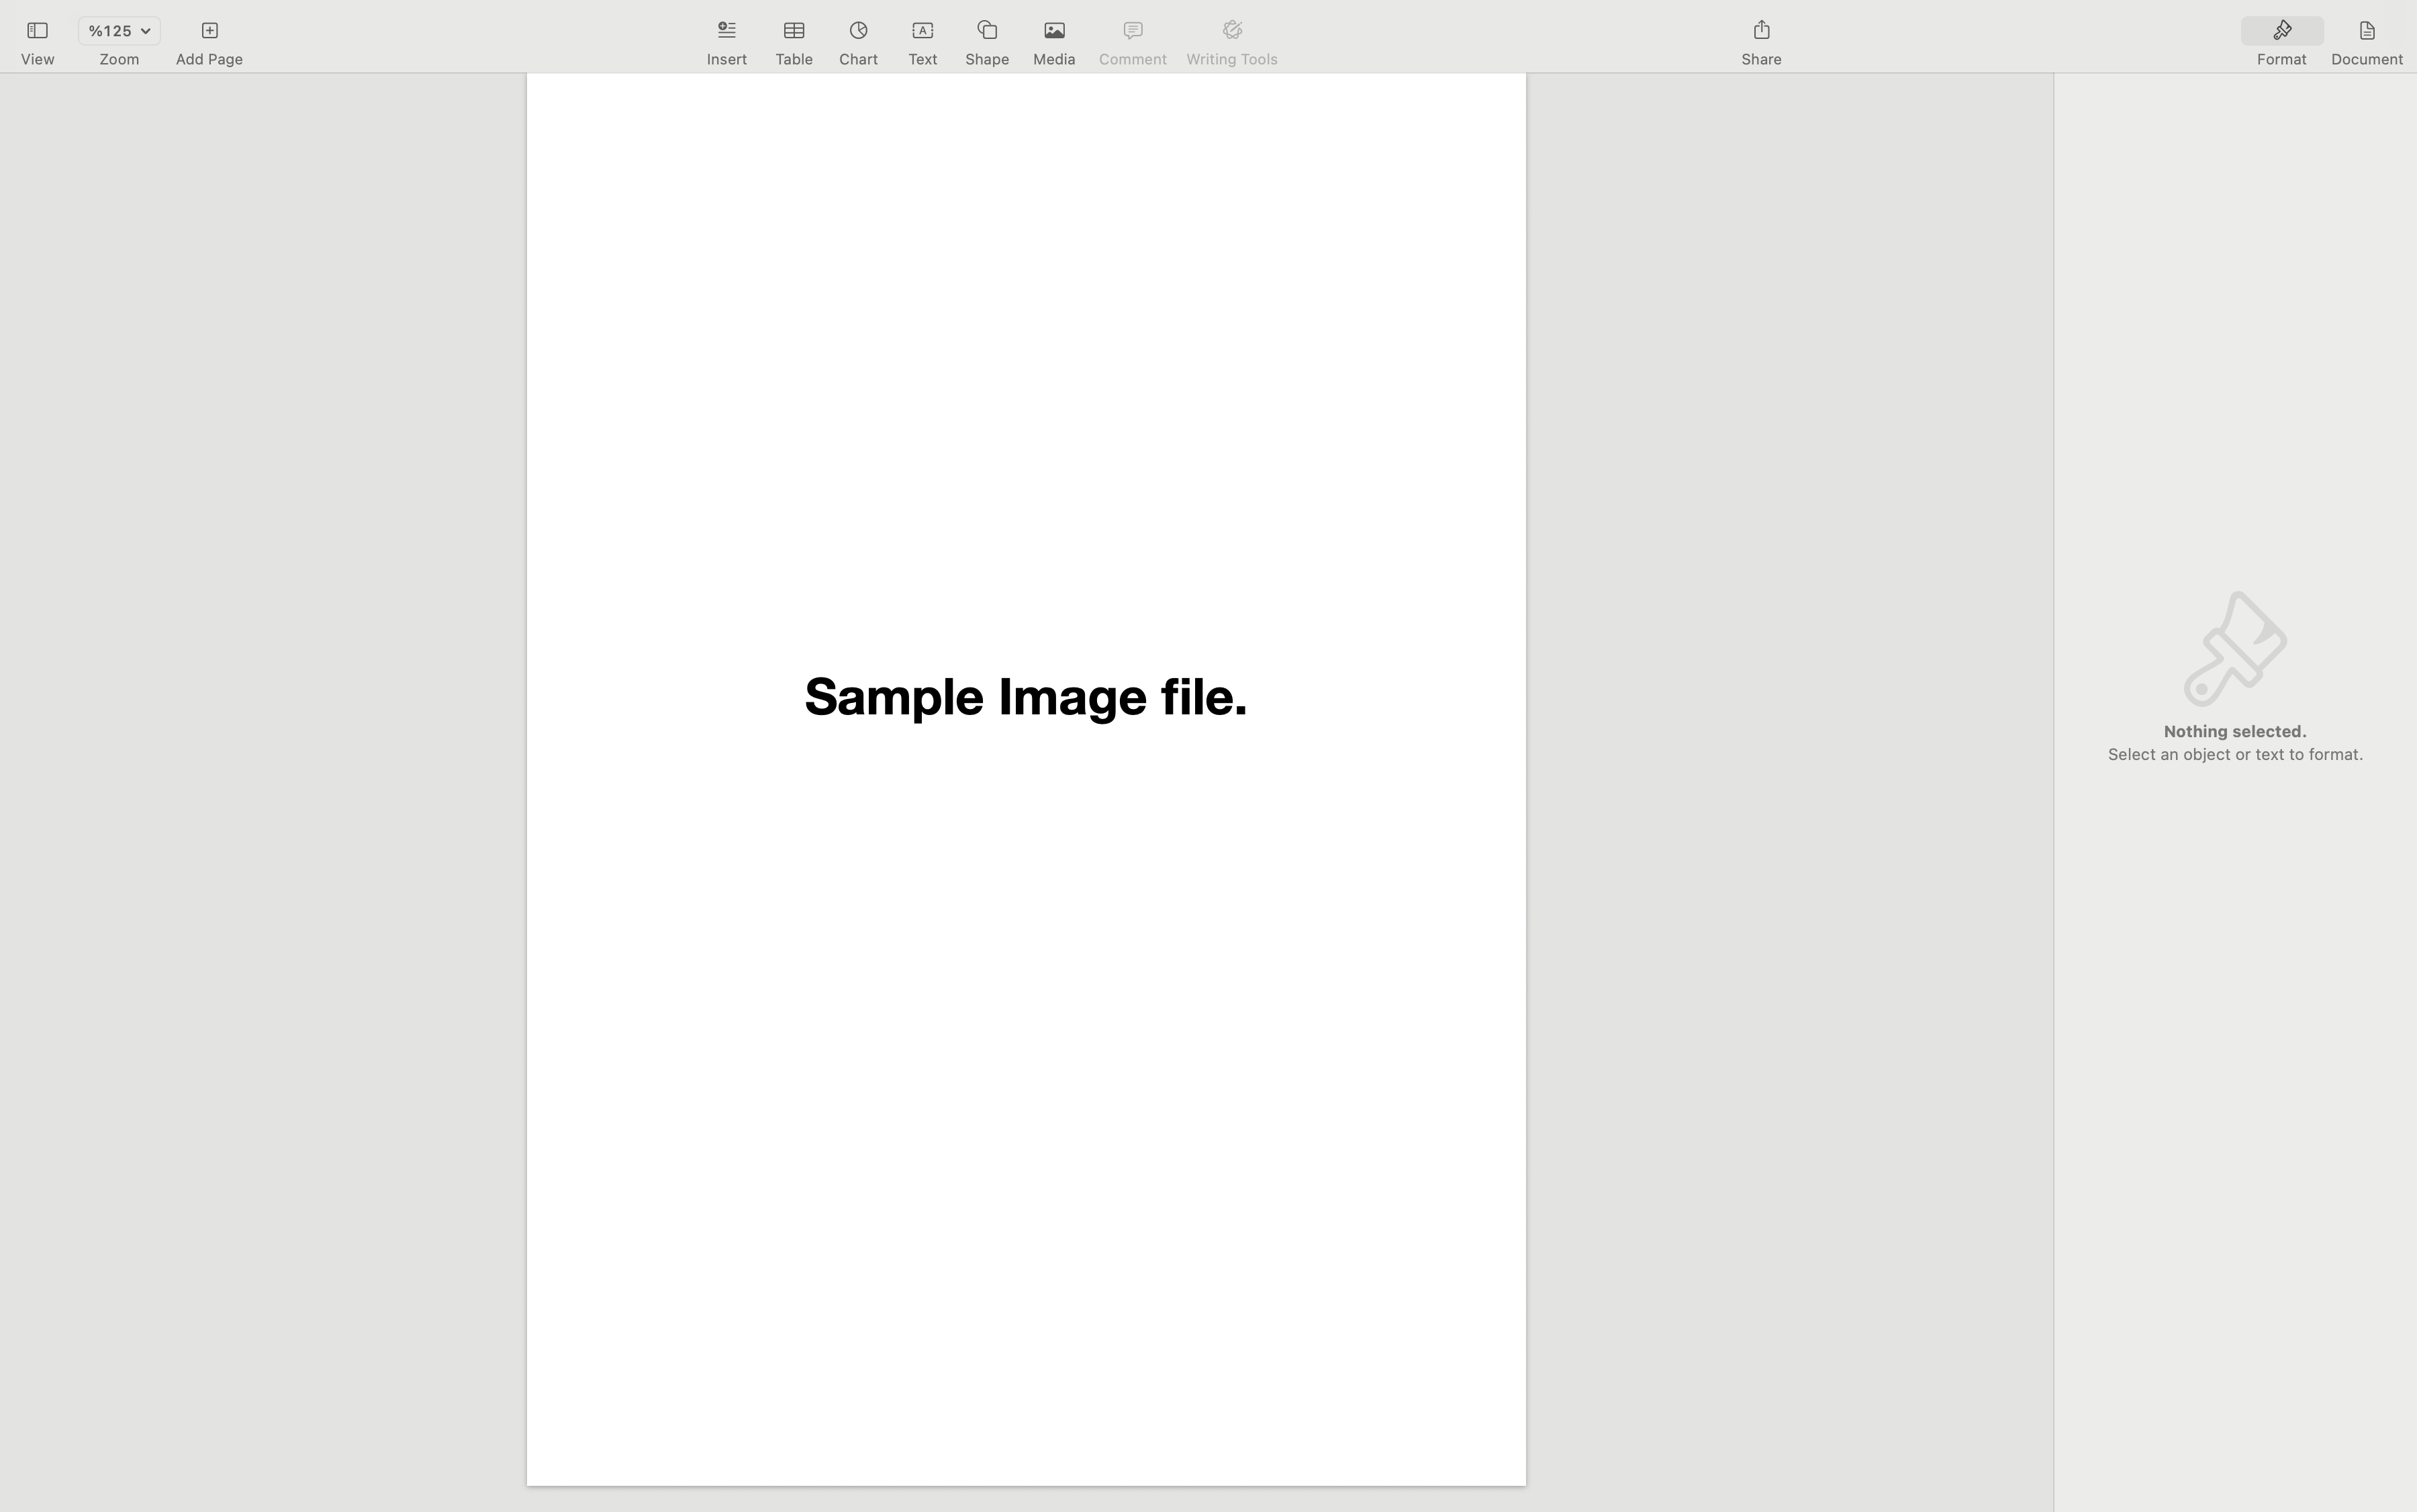 %125
View Zoom Add Page Insert Table Chart Text Shape Media Comment Writing Tools Share Format Document
Sample Image file.
Nothing selected.
Select an object or text to format.